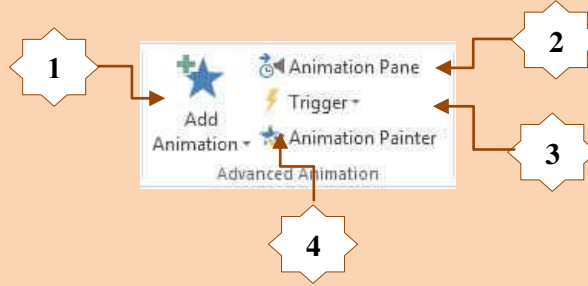 1
2
Animation Pane
Trigger
3
Add
Animation
Animation Painter
Advanced Animation
4